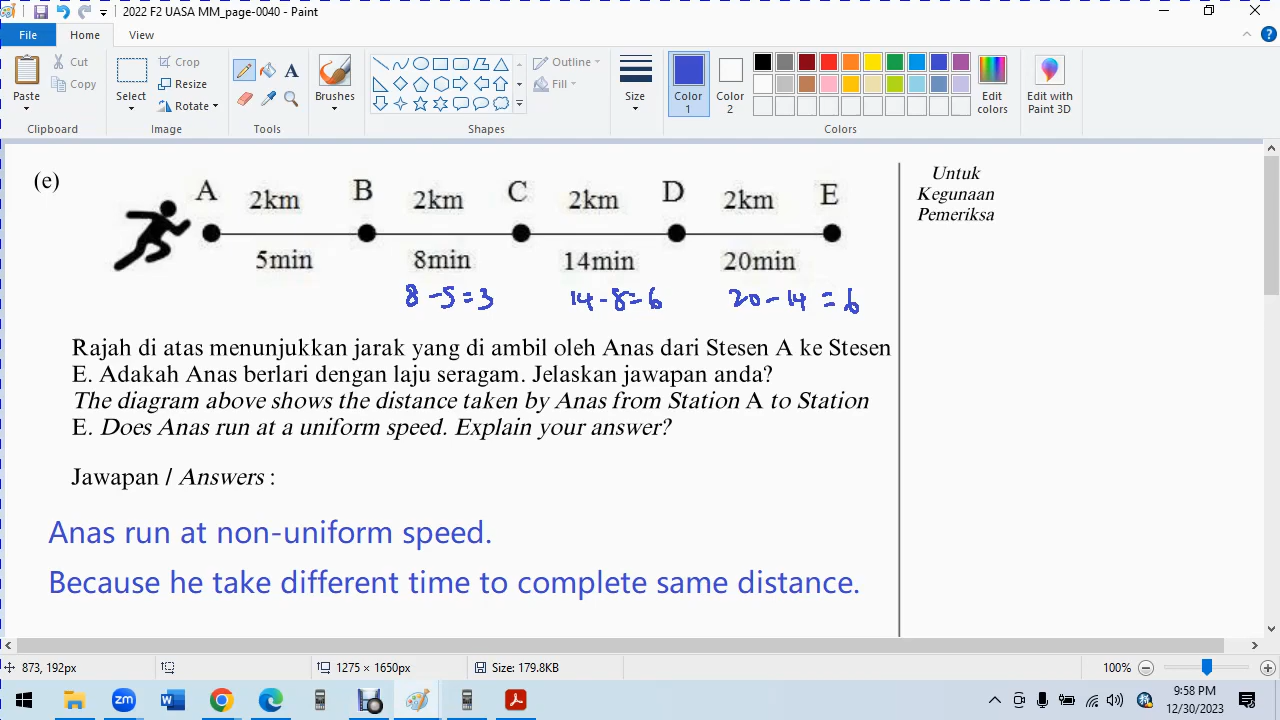 2022 F2 UASA MM_page-0040 - Paint
File
Home
View
Paste
Cut
Copy
Clipboard
Select
Crop
Resize
Rotate
Image
A
Tools
Brushes
Shapes
Outline
Fill
Size
Color 1
Color 2
Colors
Edit colors
Edit with Paint 3D
(e)
A 2km B 2km C 2km D 2km E
5min 8min 14min 20min
8 - 5 = 3 14 - 8 = 6 20 - 14 = 6
Untuk
Kegunaan
Pemeriksa
Rajah di atas menunjukkan jarak yang di ambil oleh Anas dari Stesen A ke Stesen
E. Adakah Anas berlari dengan laju seragam. Jelaskan jawapan anda?
The diagram above shows the distance taken by Anas from Station A to Station
E. Does Anas run at a uniform speed. Explain your answer?
Jawapan / Answers :
Anas run at non-uniform speed.
Because he take different time to complete same distance.
873, 192px
1275 × 1650px
Size: 179.8KB
100%
zm
W
9:58 PM
12/30/2023